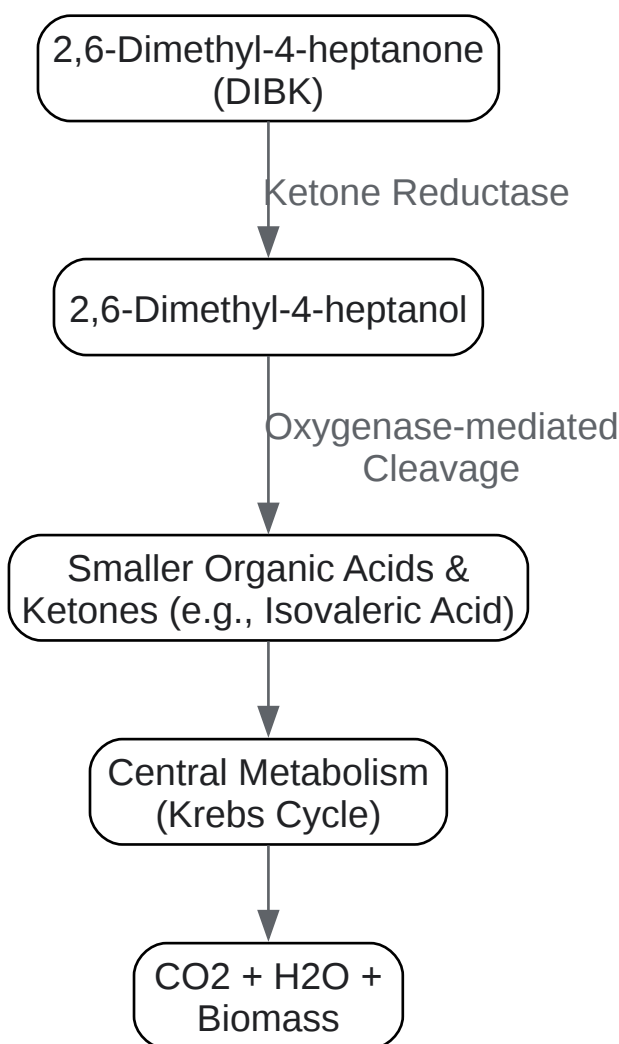 2,6-Dimethyl-4-heptanone
(DIBK)
Ketone Reductase
2,6-Dimethyl-4-heptanol
Oxygenase-mediated
Cleavage
Smaller Organic Acids &
Ketones (e.g., Isovaleric Acid)
Central Metabolism
(Krebs Cycle)
CO2 + H2O +
Biomass